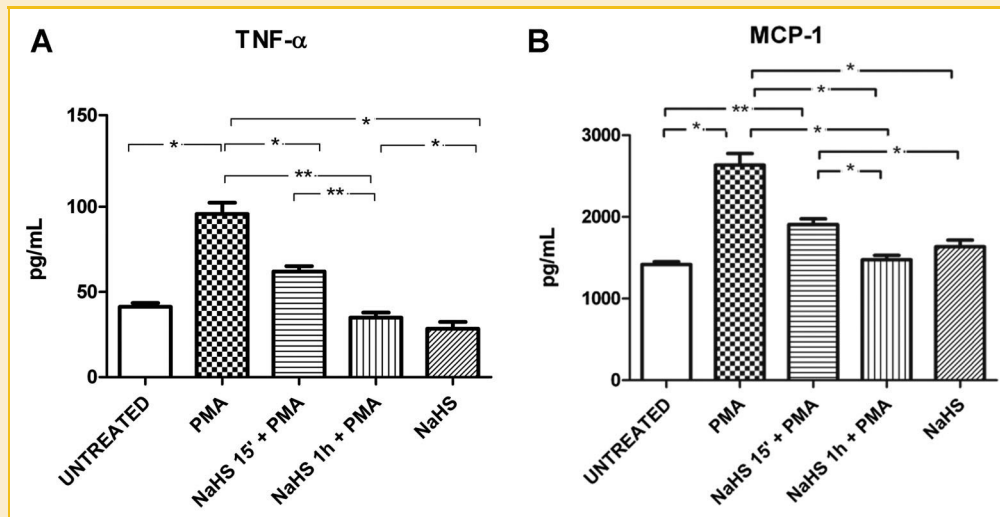 A
TNF-α
pg/mL
150
100
50
0
*
*
*
*
**
**
UNTREATED
PMA
NaHS 15' + PMA
NaHS 1h + PMA
NaHS
B
MCP-1
pg/mL
3000
2000
1000
0
*
*
**
*
*
*
*
UNTREATED
PMA
NaHS 15' + PMA
NaHS 1h + PMA
NaHS